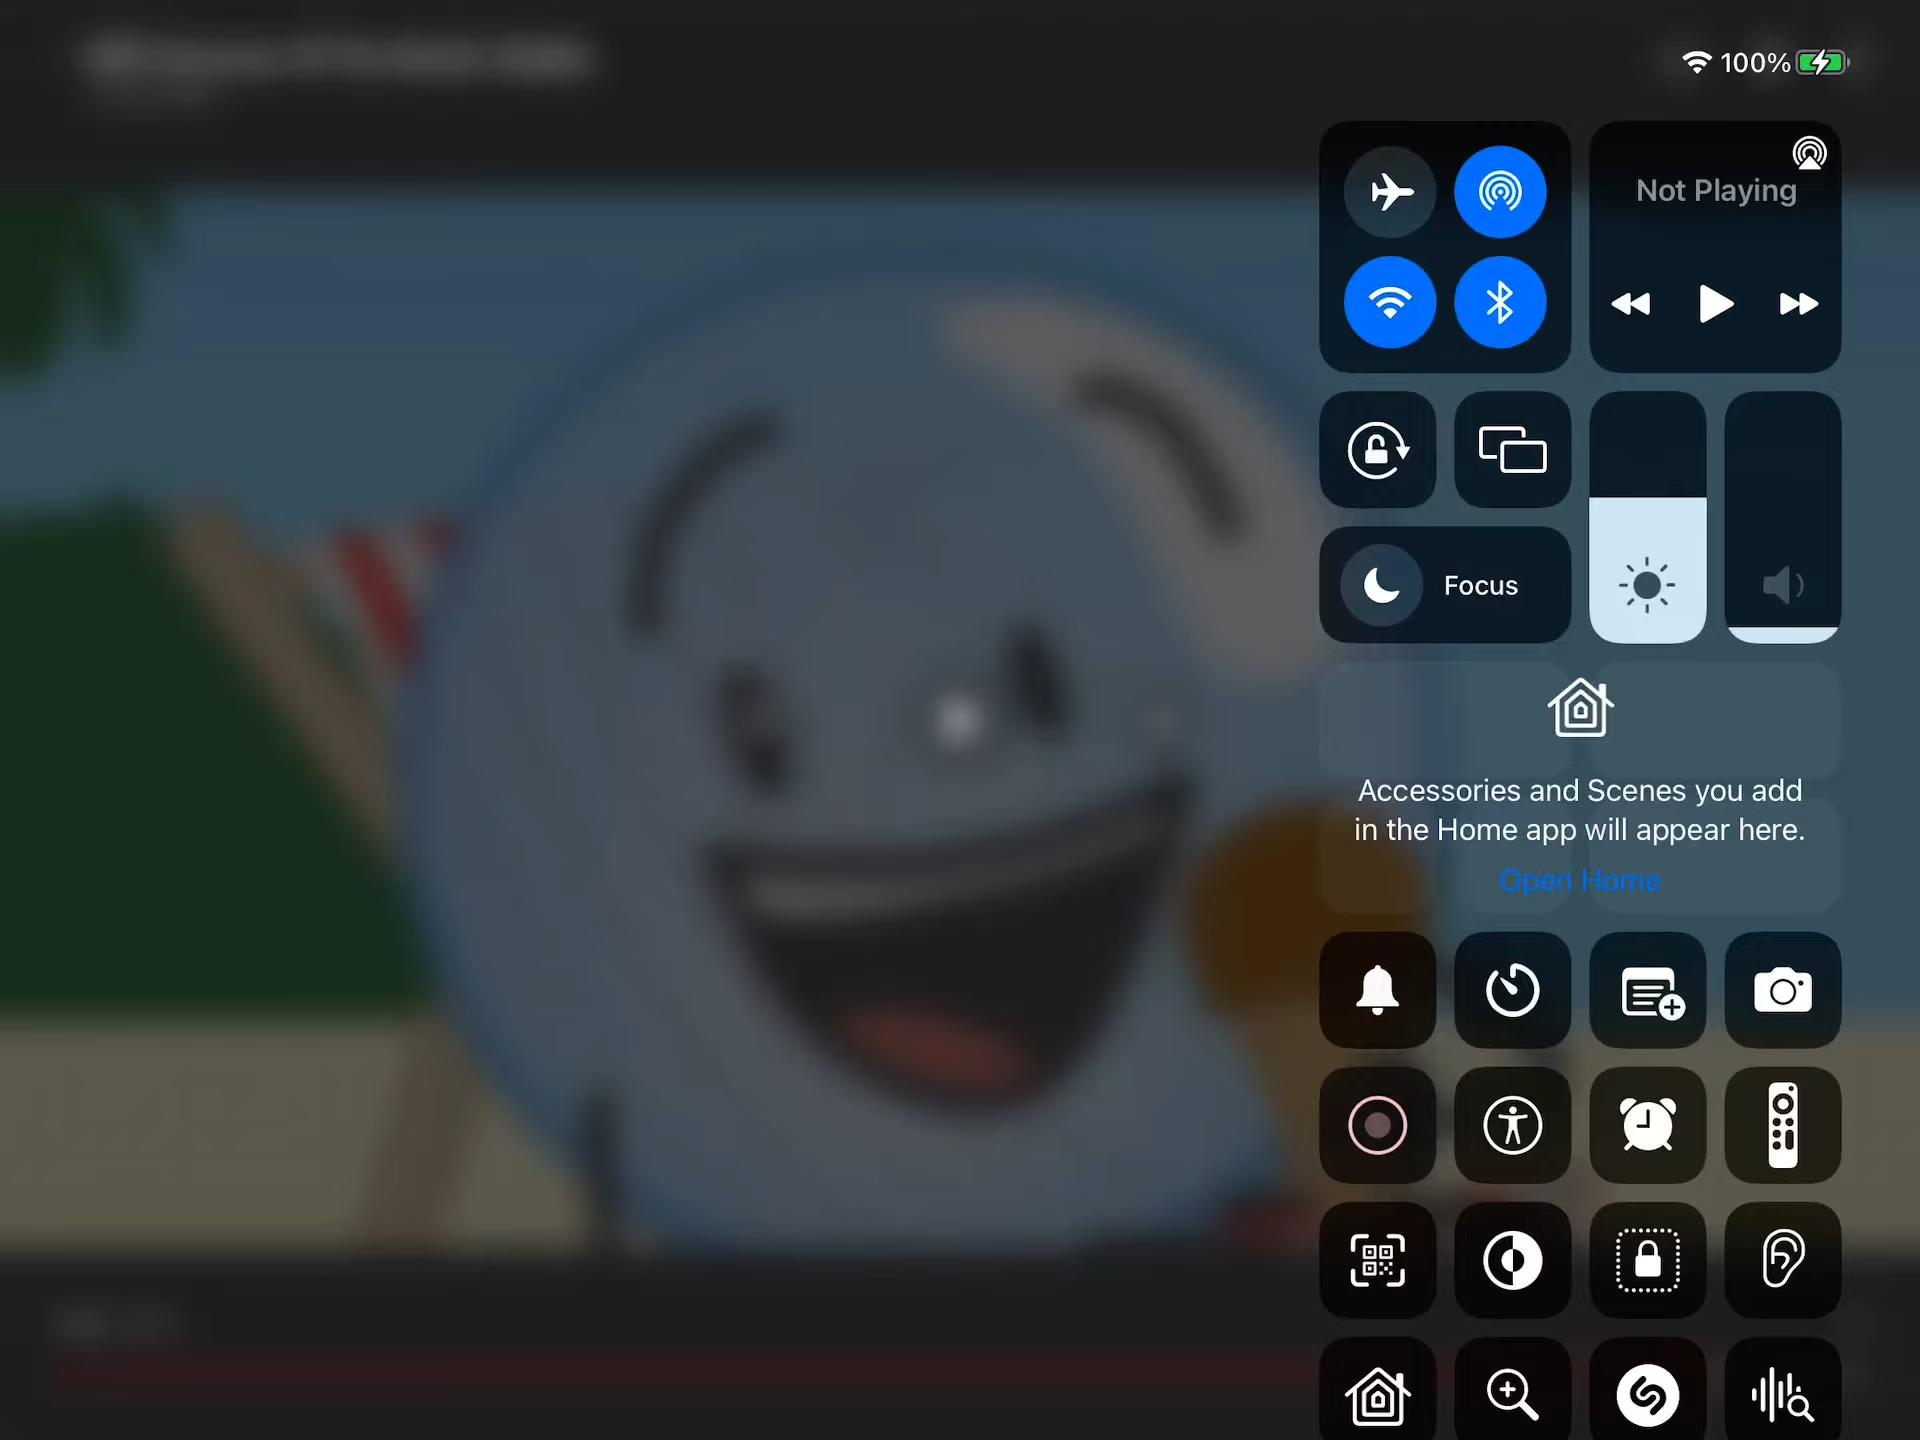 100%
Not Playing
Focus
Accessories and Scenes you add
in the Home app will appear here.
Open Home